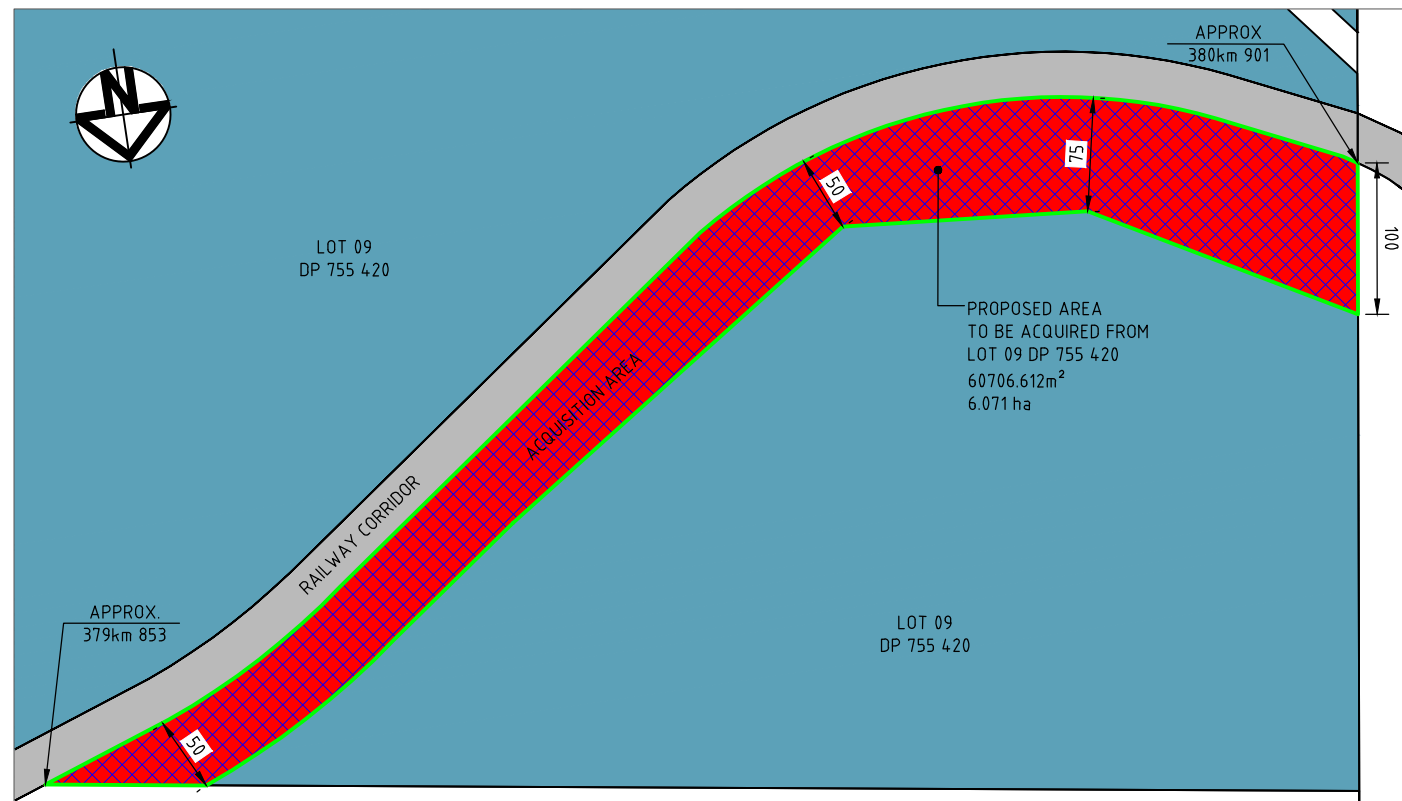 APPROX
380km 901
N
75
50
100
LOT 09
DP 755 420
PROPOSED AREA
TO BE ACQUIRED FROM
LOT 09 DP 755 420
60706.612m²
6.071 ha
ACQUISITION AREA
RAILWAY CORRIDOR
APPROX.
379km 853
LOT 09
DP 755 420
50